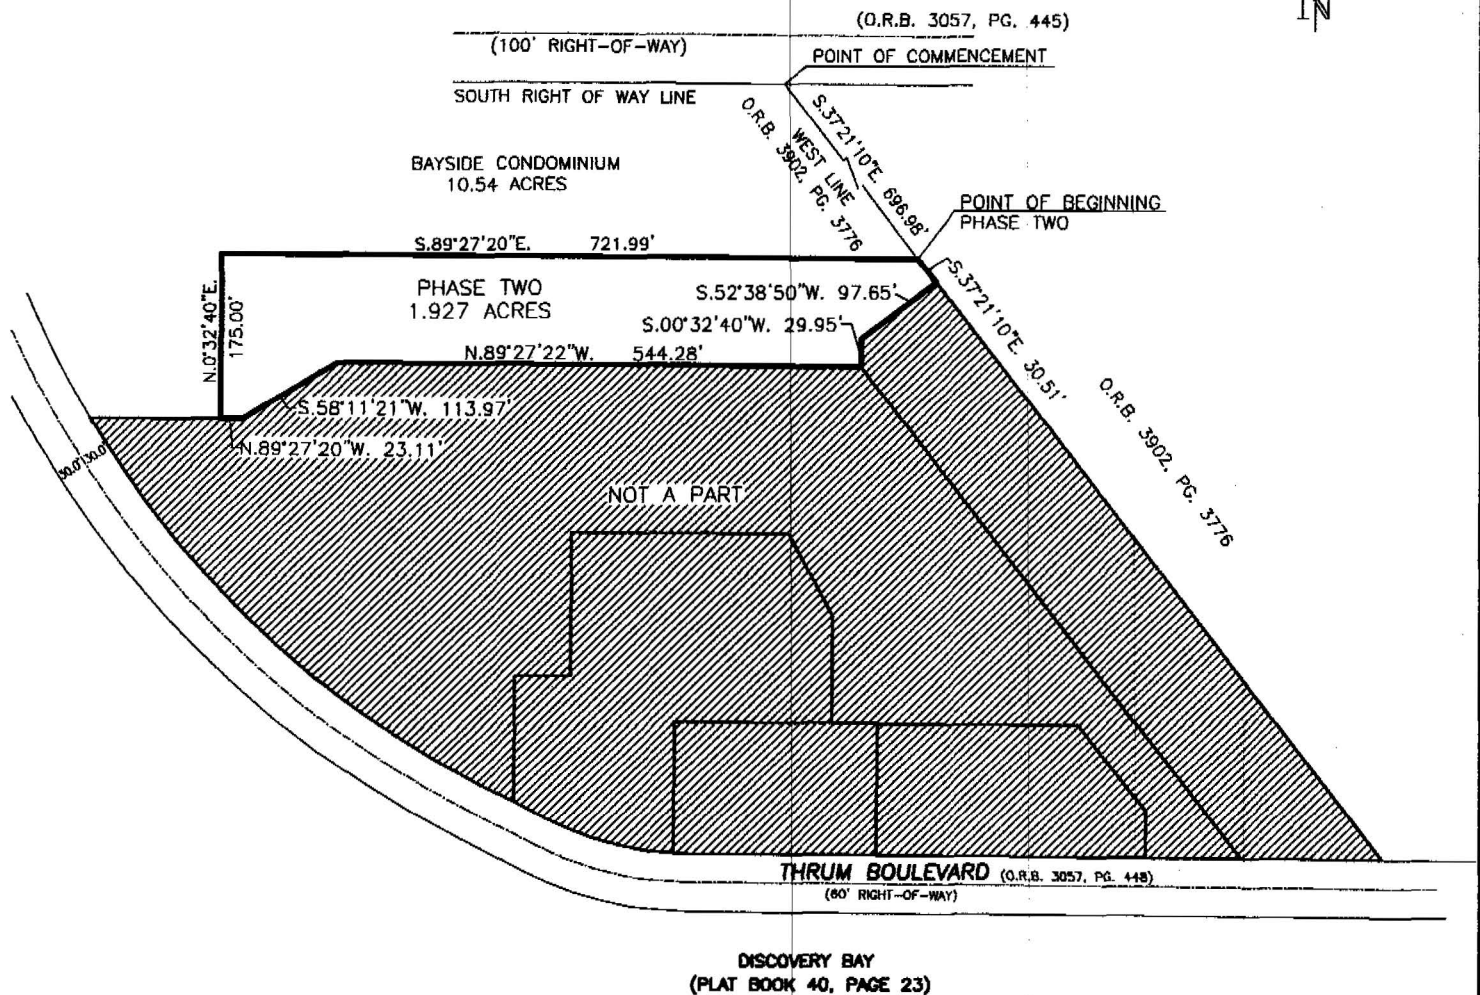 (O.R.B. 3057, PG. 445)
N
(100' RIGHT-OF-WAY)
POINT OF COMMENCEMENT
SOUTH RIGHT OF WAY LINE
S.37°21'10"E. 696.98'
WEST LINE
O.R.B. 3902, PG. 3776
BAYSIDE CONDOMINIUM
10.54 ACRES
POINT OF BEGINNING
PHASE TWO
S.89°27'20"E. 721.99'
N.0°32'40"E.
175.00'
PHASE TWO
1.927 ACRES
S.52°38'50"W. 97.65'
S.00°32'40"W. 29.95'
S.37°21'10"E. 30.51'
N.89°27'22"W. 544.28'
O.R.B. 3902, PG. 3776
S.58°11'21"W. 113.97'
N.89°27'20"W. 23.11'
30.0' 30.0'
NOT A PART
THRUM BOULEVARD (O.R.B. 3057, PG. 448)
(60' RIGHT-OF-WAY)
DISCOVERY BAY
(PLAT BOOK 40, PAGE 23)